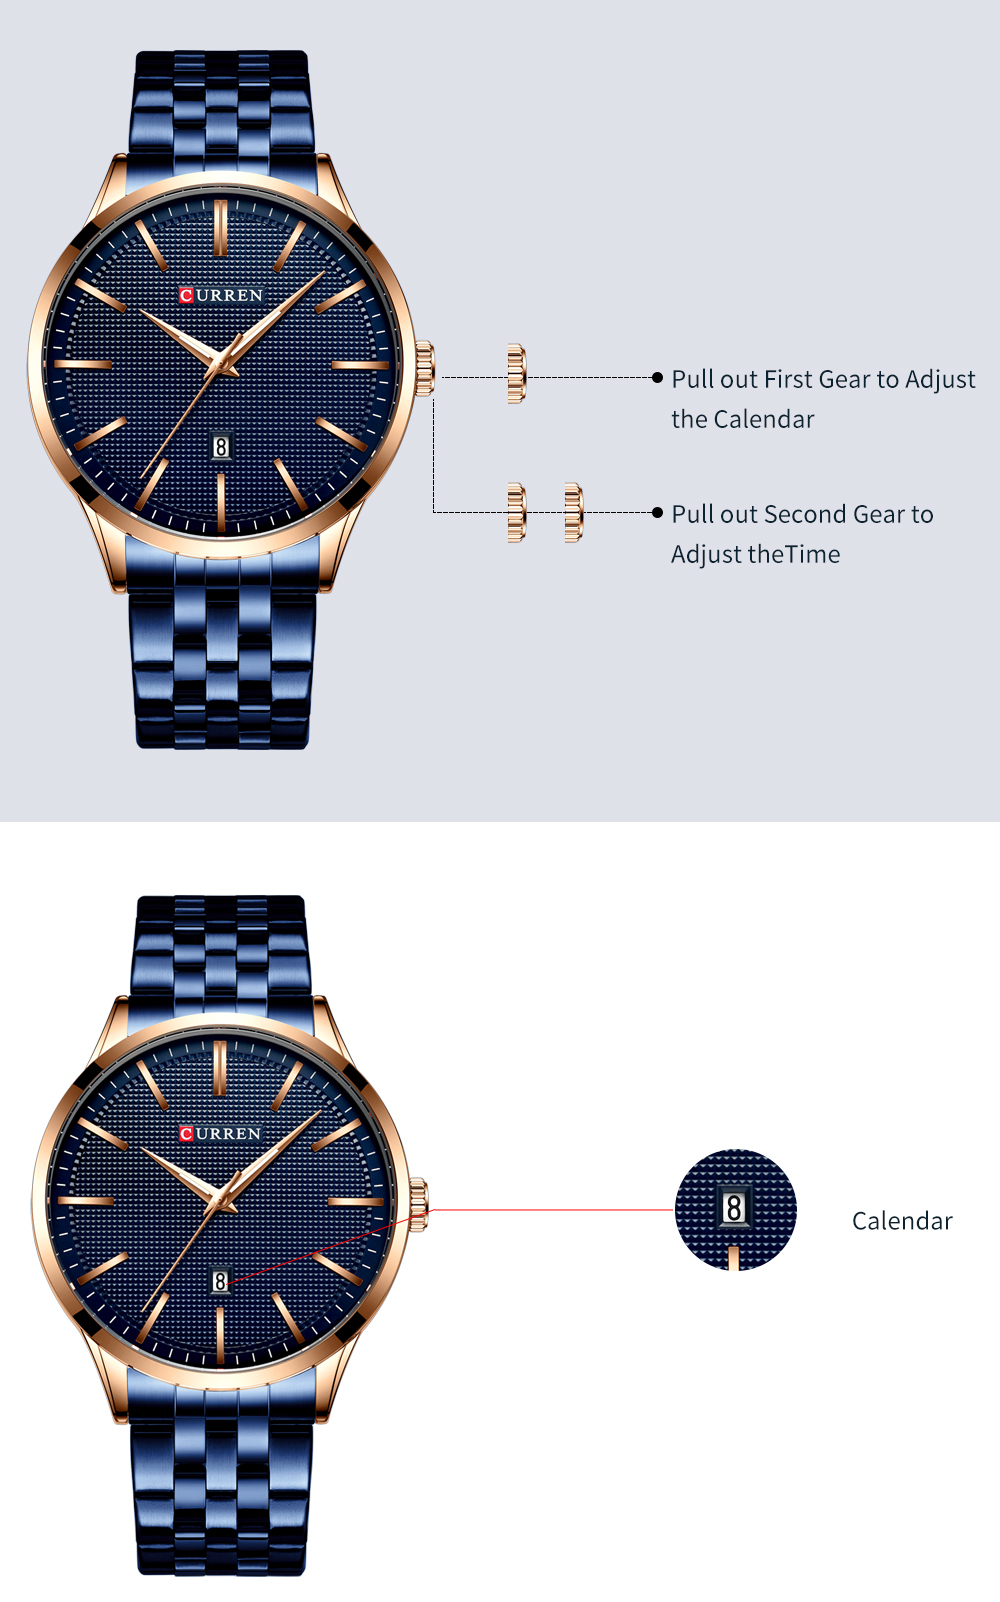 CURREN
Pull out First Gear to Adjust
the Calendar
8
Pull out Second Gear to
Adjust theTime
CURREN
8
8
Calendar